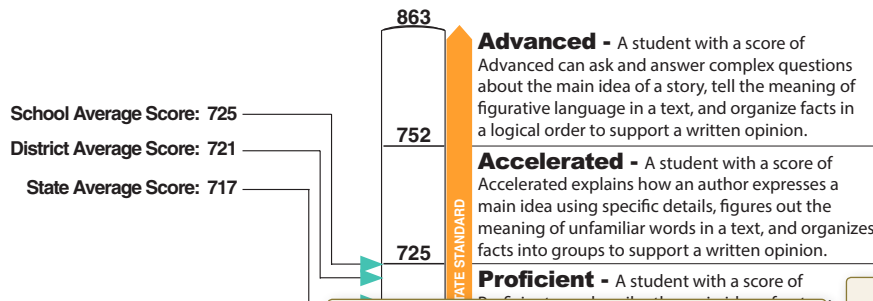 863
Advanced - A student with a score of
Advanced can ask and answer complex questions
about the main idea of a story, tell the meaning of
figurative language in a text, and organize facts in
a logical order to support a written opinion.
School Average Score: 725
District Average Score: 721
State Average Score: 717
752
Accelerated - A student with a score of
Accelerated explains how an author expresses a
main idea using specific details, figures out the
meaning of unfamiliar words in a text, and organizes
facts into groups to support a written opinion.
725
TATE STANDARD
Proficient - A student with a score of